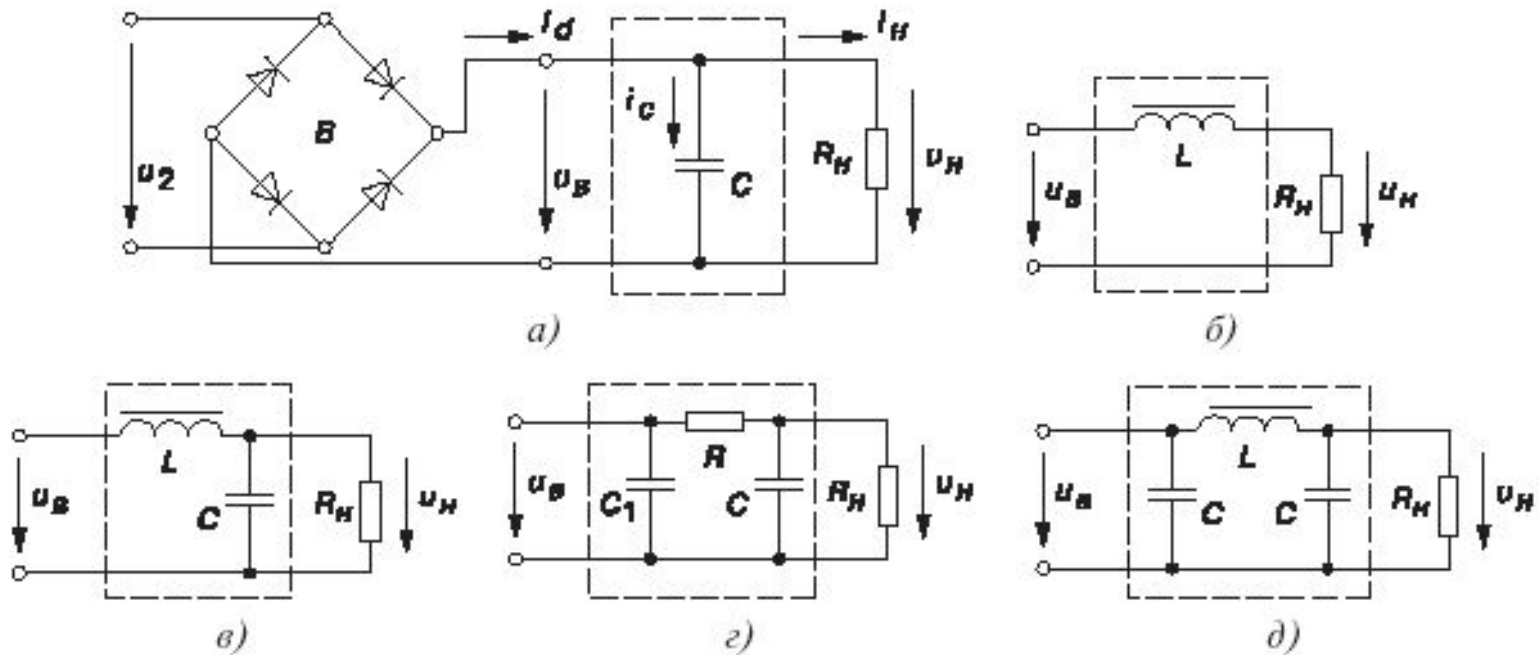 I_d I_н
u_2 В u_в i_c C R_н u_н
а)
u_в L R_н u_н
б)
u_в L C R_н u_н
в)
u_в C_1 R C R_н u_н
г)
u_в C L C R_н u_н
д)